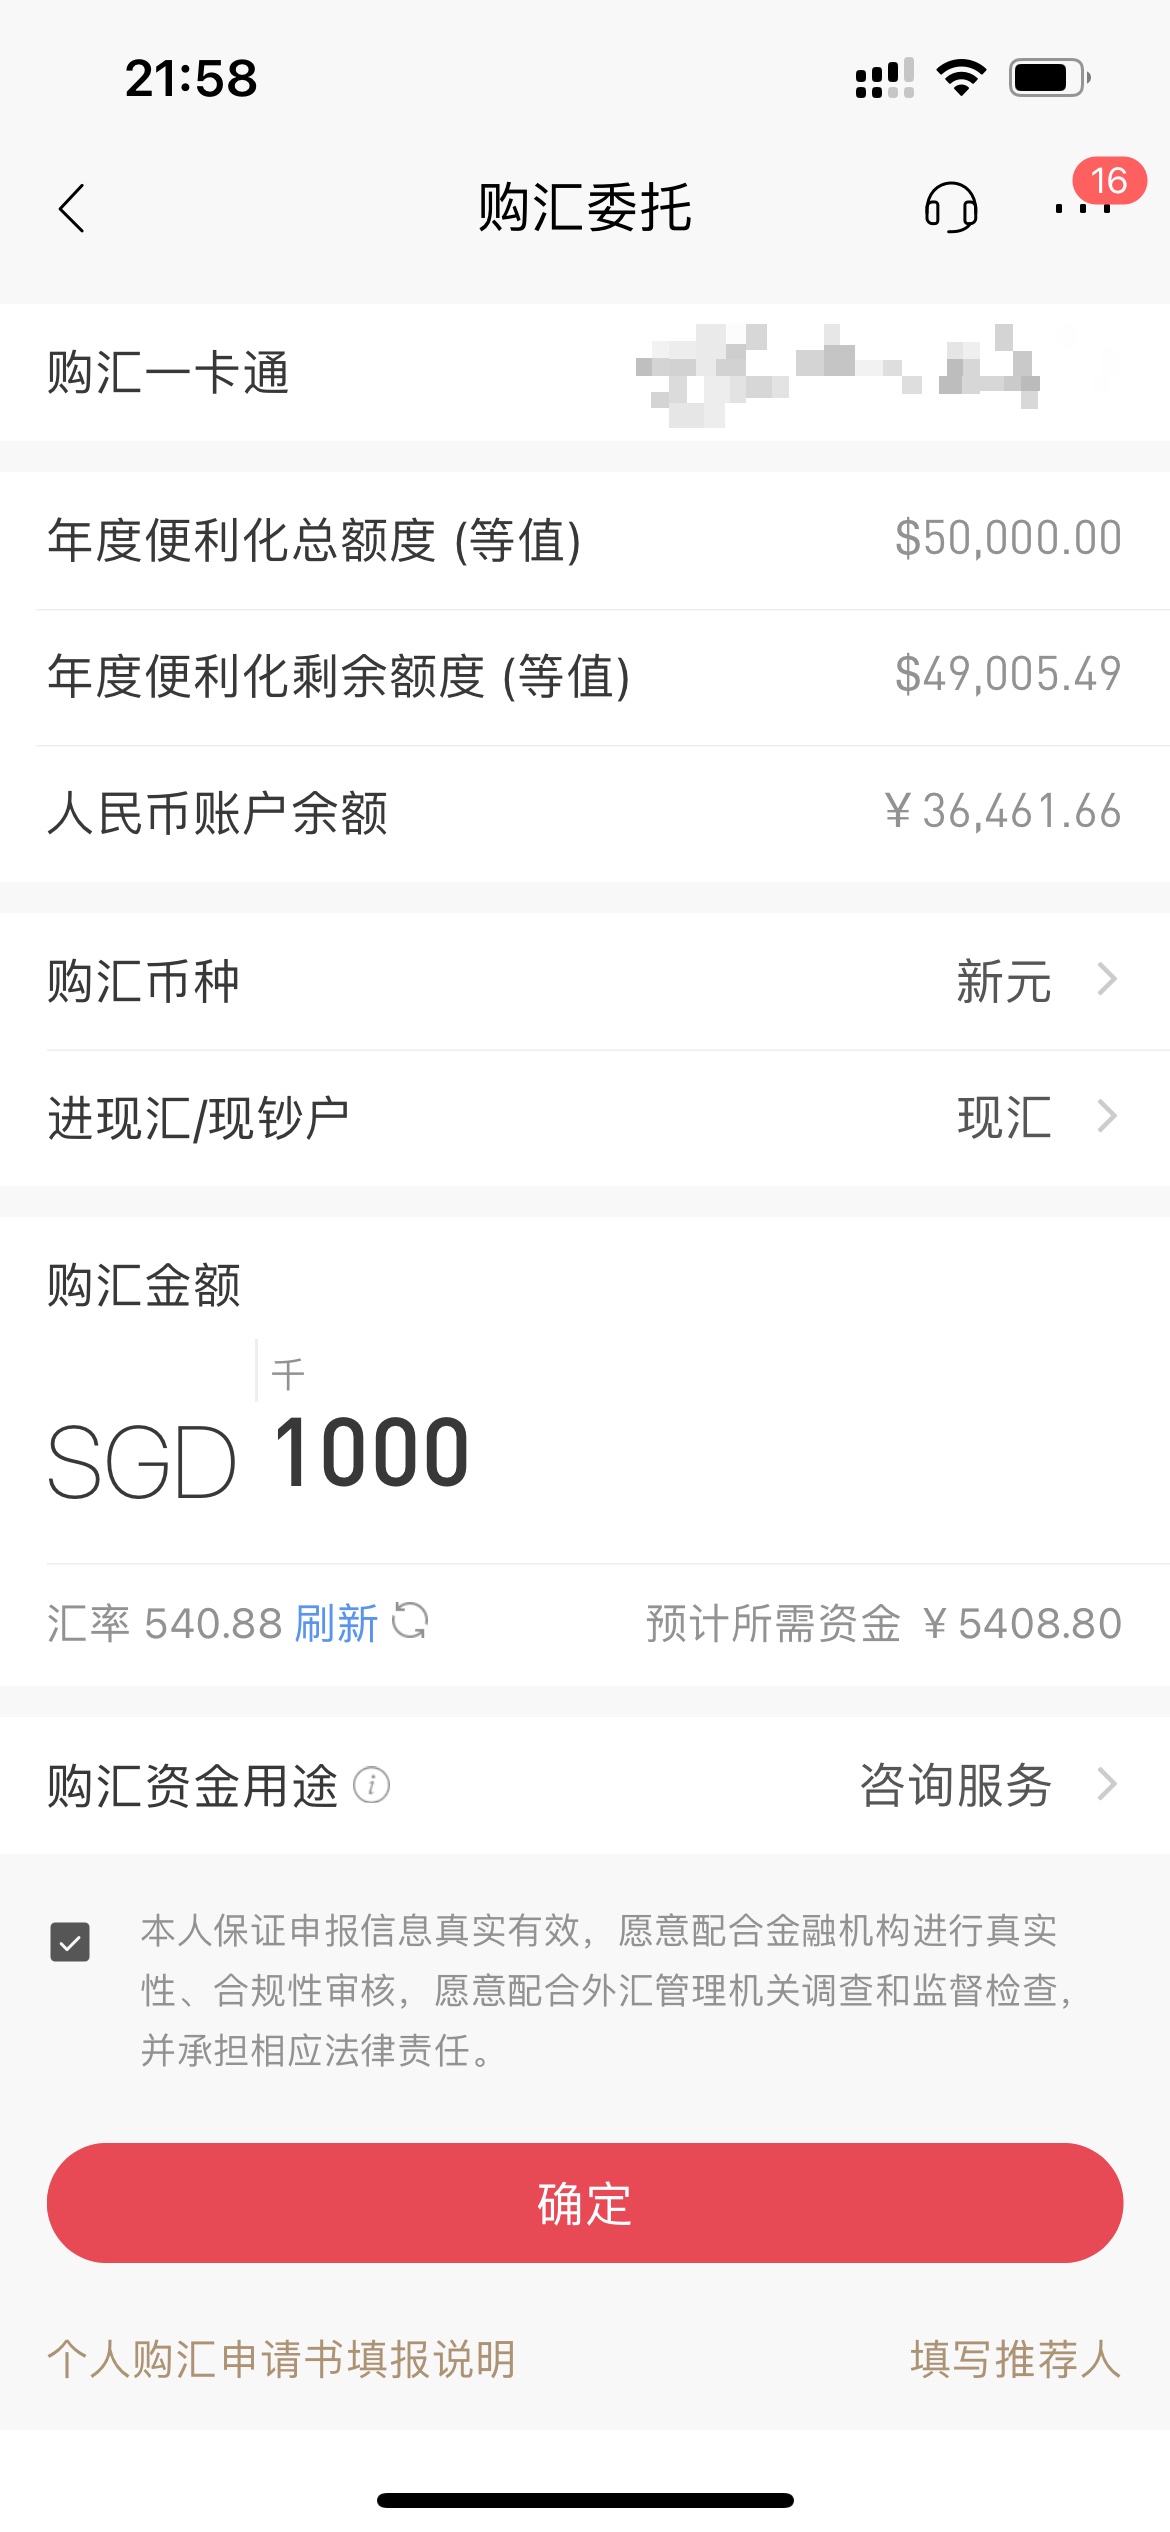 21:58
购汇委托
16
购汇一卡通
年度便利化总额度 (等值) $50,000.00
年度便利化剩余额度 (等值) $49,005.49
人民币账户余额 ¥ 36,461.66
购汇币种 新元
进现汇/现钞户 现汇
购汇金额
千
SGD 1000
汇率 540.88 刷新 预计所需资金 ¥ 5408.80
购汇资金用途 i 咨询服务
本人保证申报信息真实有效，愿意配合金融机构进行真实
性、合规性审核，愿意配合外汇管理机关调查和监督检查，
并承担相应法律责任。
确定
个人购汇申请书填报说明 填写推荐人